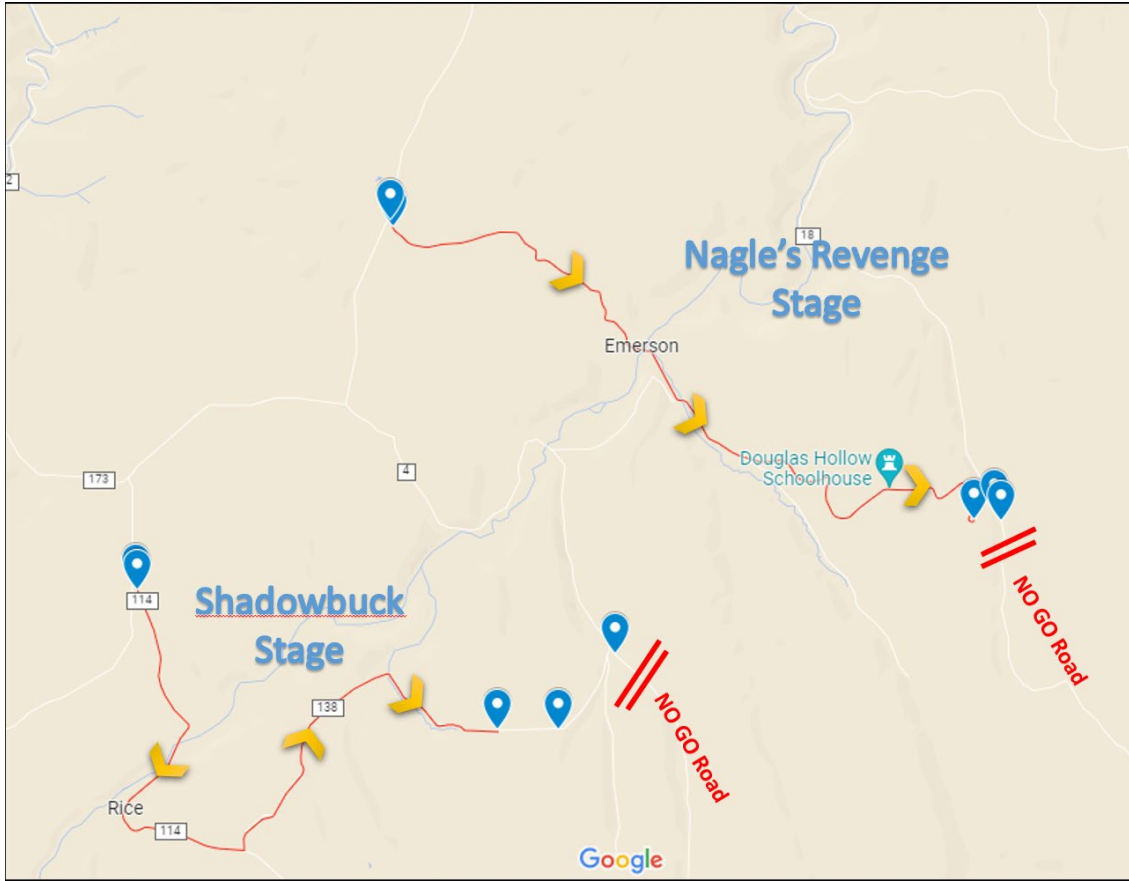 2
18
Nagle's Revenge
Stage
Emerson
Douglas Hollow
Schoolhouse
4
173
NO GO Road
114
Shadowbuck
Stage
138
NO GO Road
Rice
114
Google